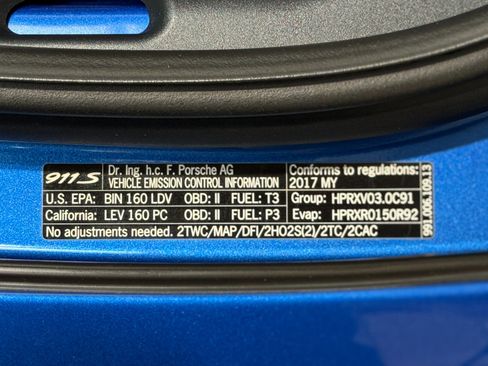 911 S
Dr. Ing. h.c. F. Porsche AG
VEHICLE EMISSION CONTROL INFORMATION
Conforms to regulations:
2017 MY
U.S. EPA: BIN 160 LDV OBD: II FUEL: T3
Group: HPRXV03.0C91
California: LEV 160 PC OBD: II FUEL: P3
Evap: HPRXR0150R92
No adjustments needed. 2TWC/MAP/DFI/2HO2S(2)/2TC/2CAC
991.006.109.13